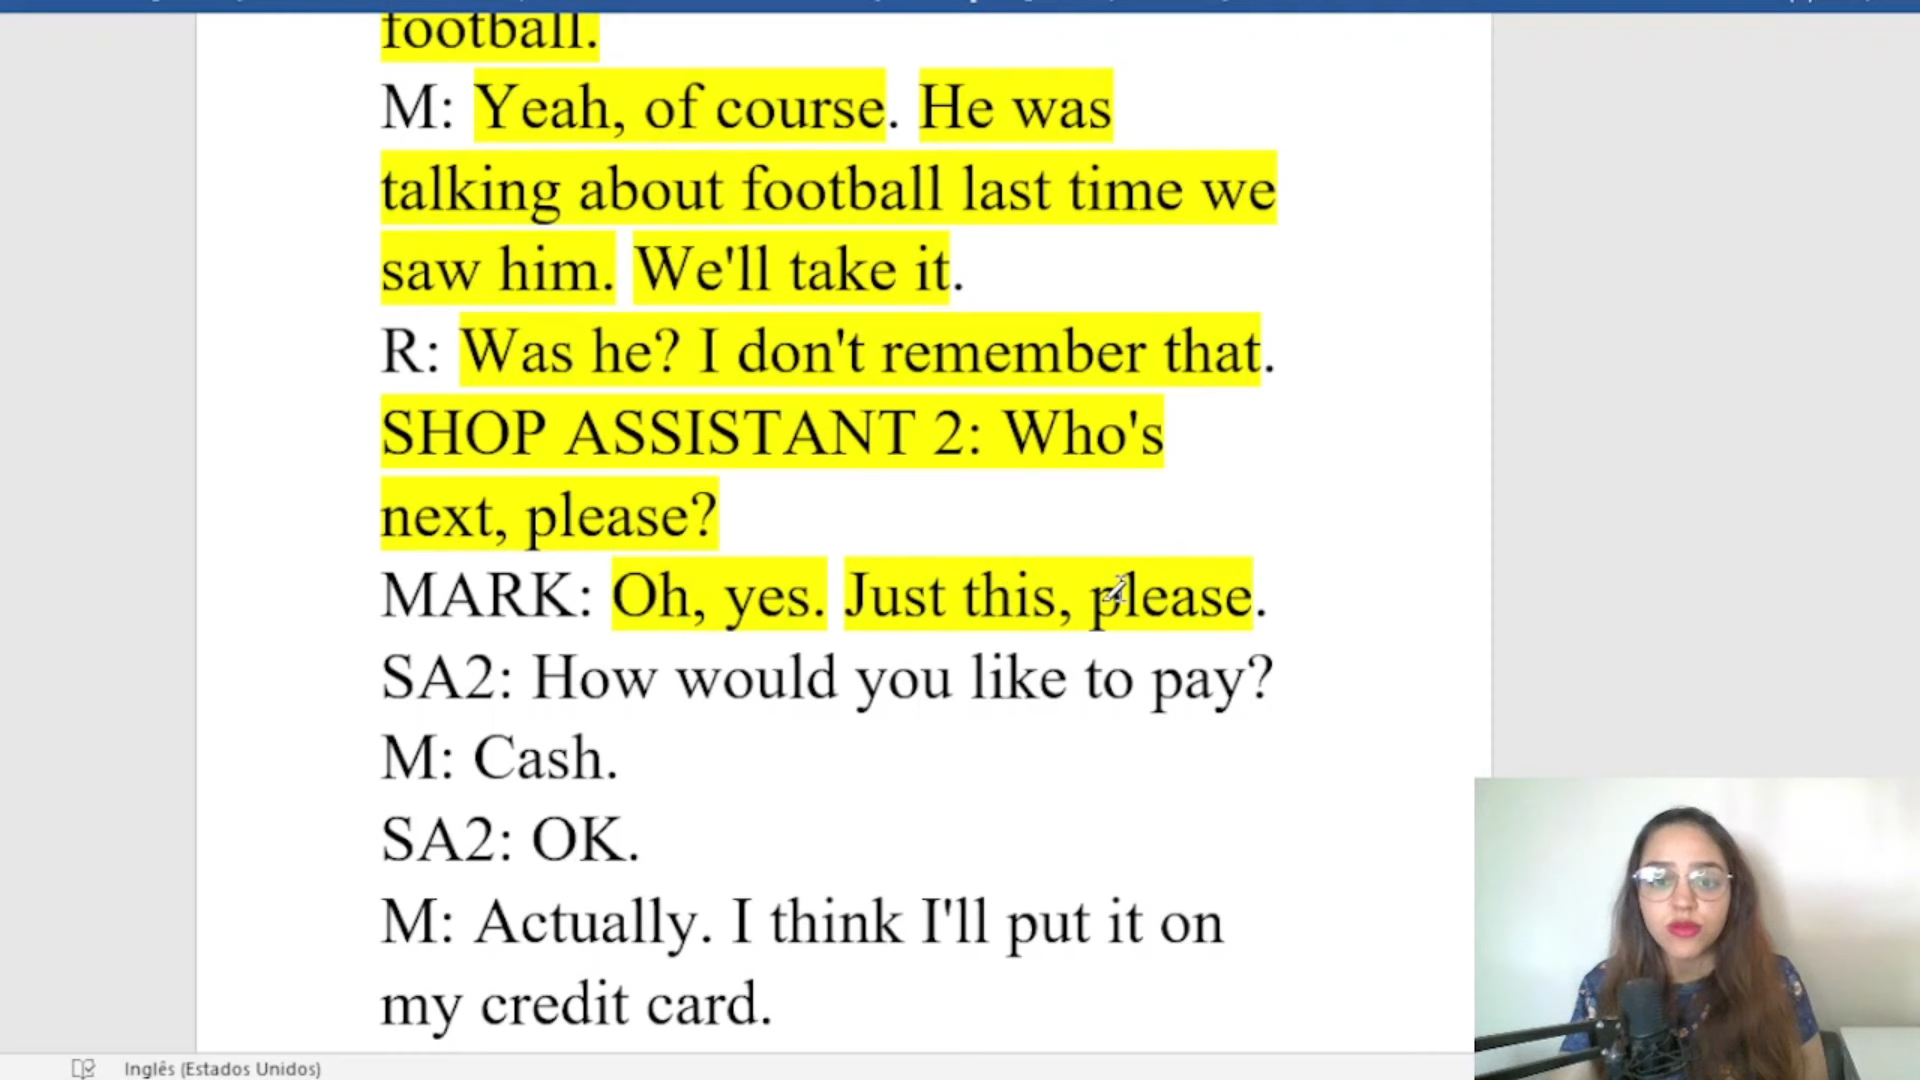 football.
M: Yeah, of course. He was
talking about football last time we
saw him. We'll take it.
R: Was he? I don't remember that.
SHOP ASSISTANT 2: Who's
next, please?
MARK: Oh, yes. Just this, please.
SA2: How would you like to pay?
M: Cash.
SA2: OK.
M: Actually. I think I'll put it on
my credit card.
Inglês (Estados Unidos)